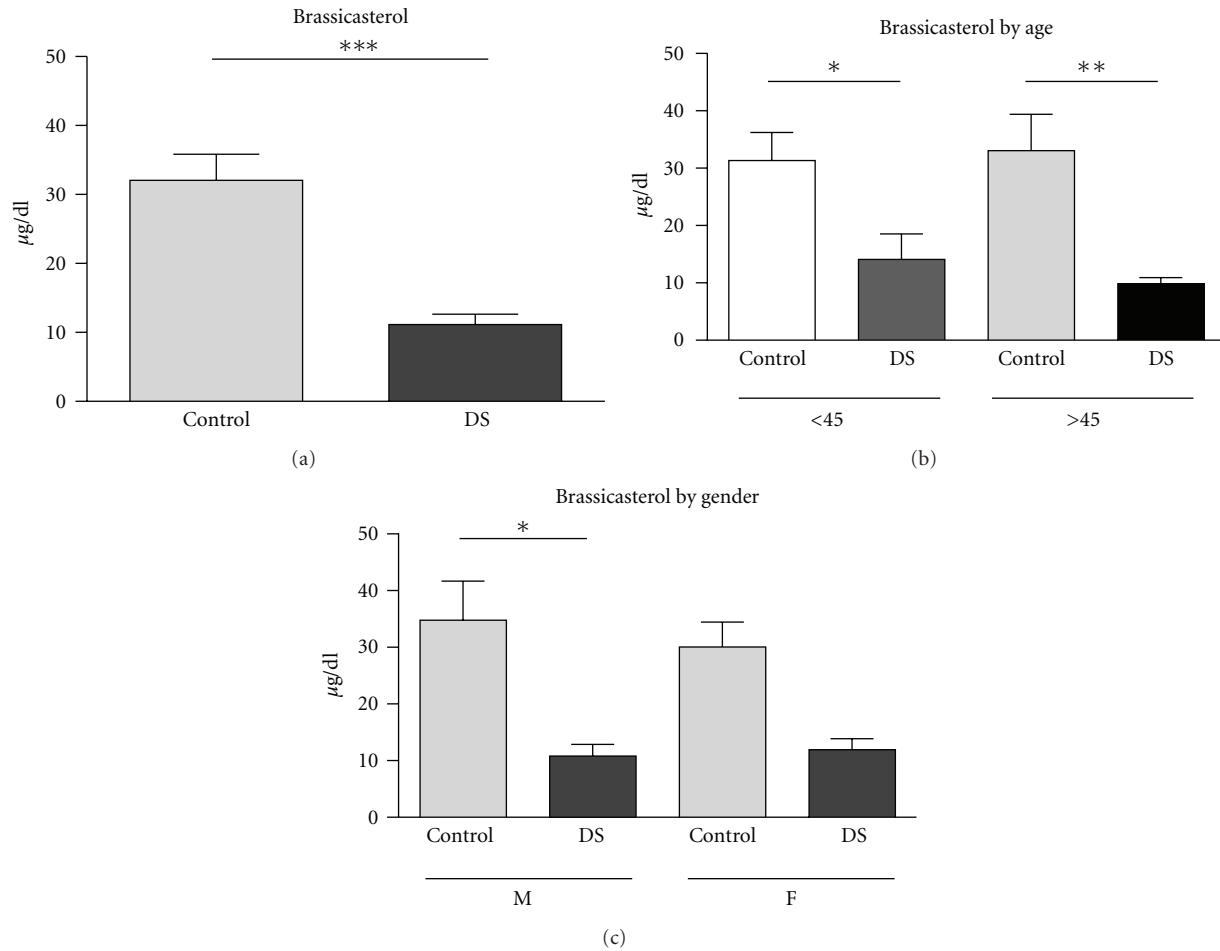 Brassicasterol
***
50
40
30
20
10
0
µg/dl
Control DS
(a)
Brassicasterol by age
* **
50
40
30
20
10
0
µg/dl
Control DS Control DS
<45 >45
(b)
Brassicasterol by gender
*
50
40
30
20
10
0
µg/dl
Control DS Control DS
M F
(c)